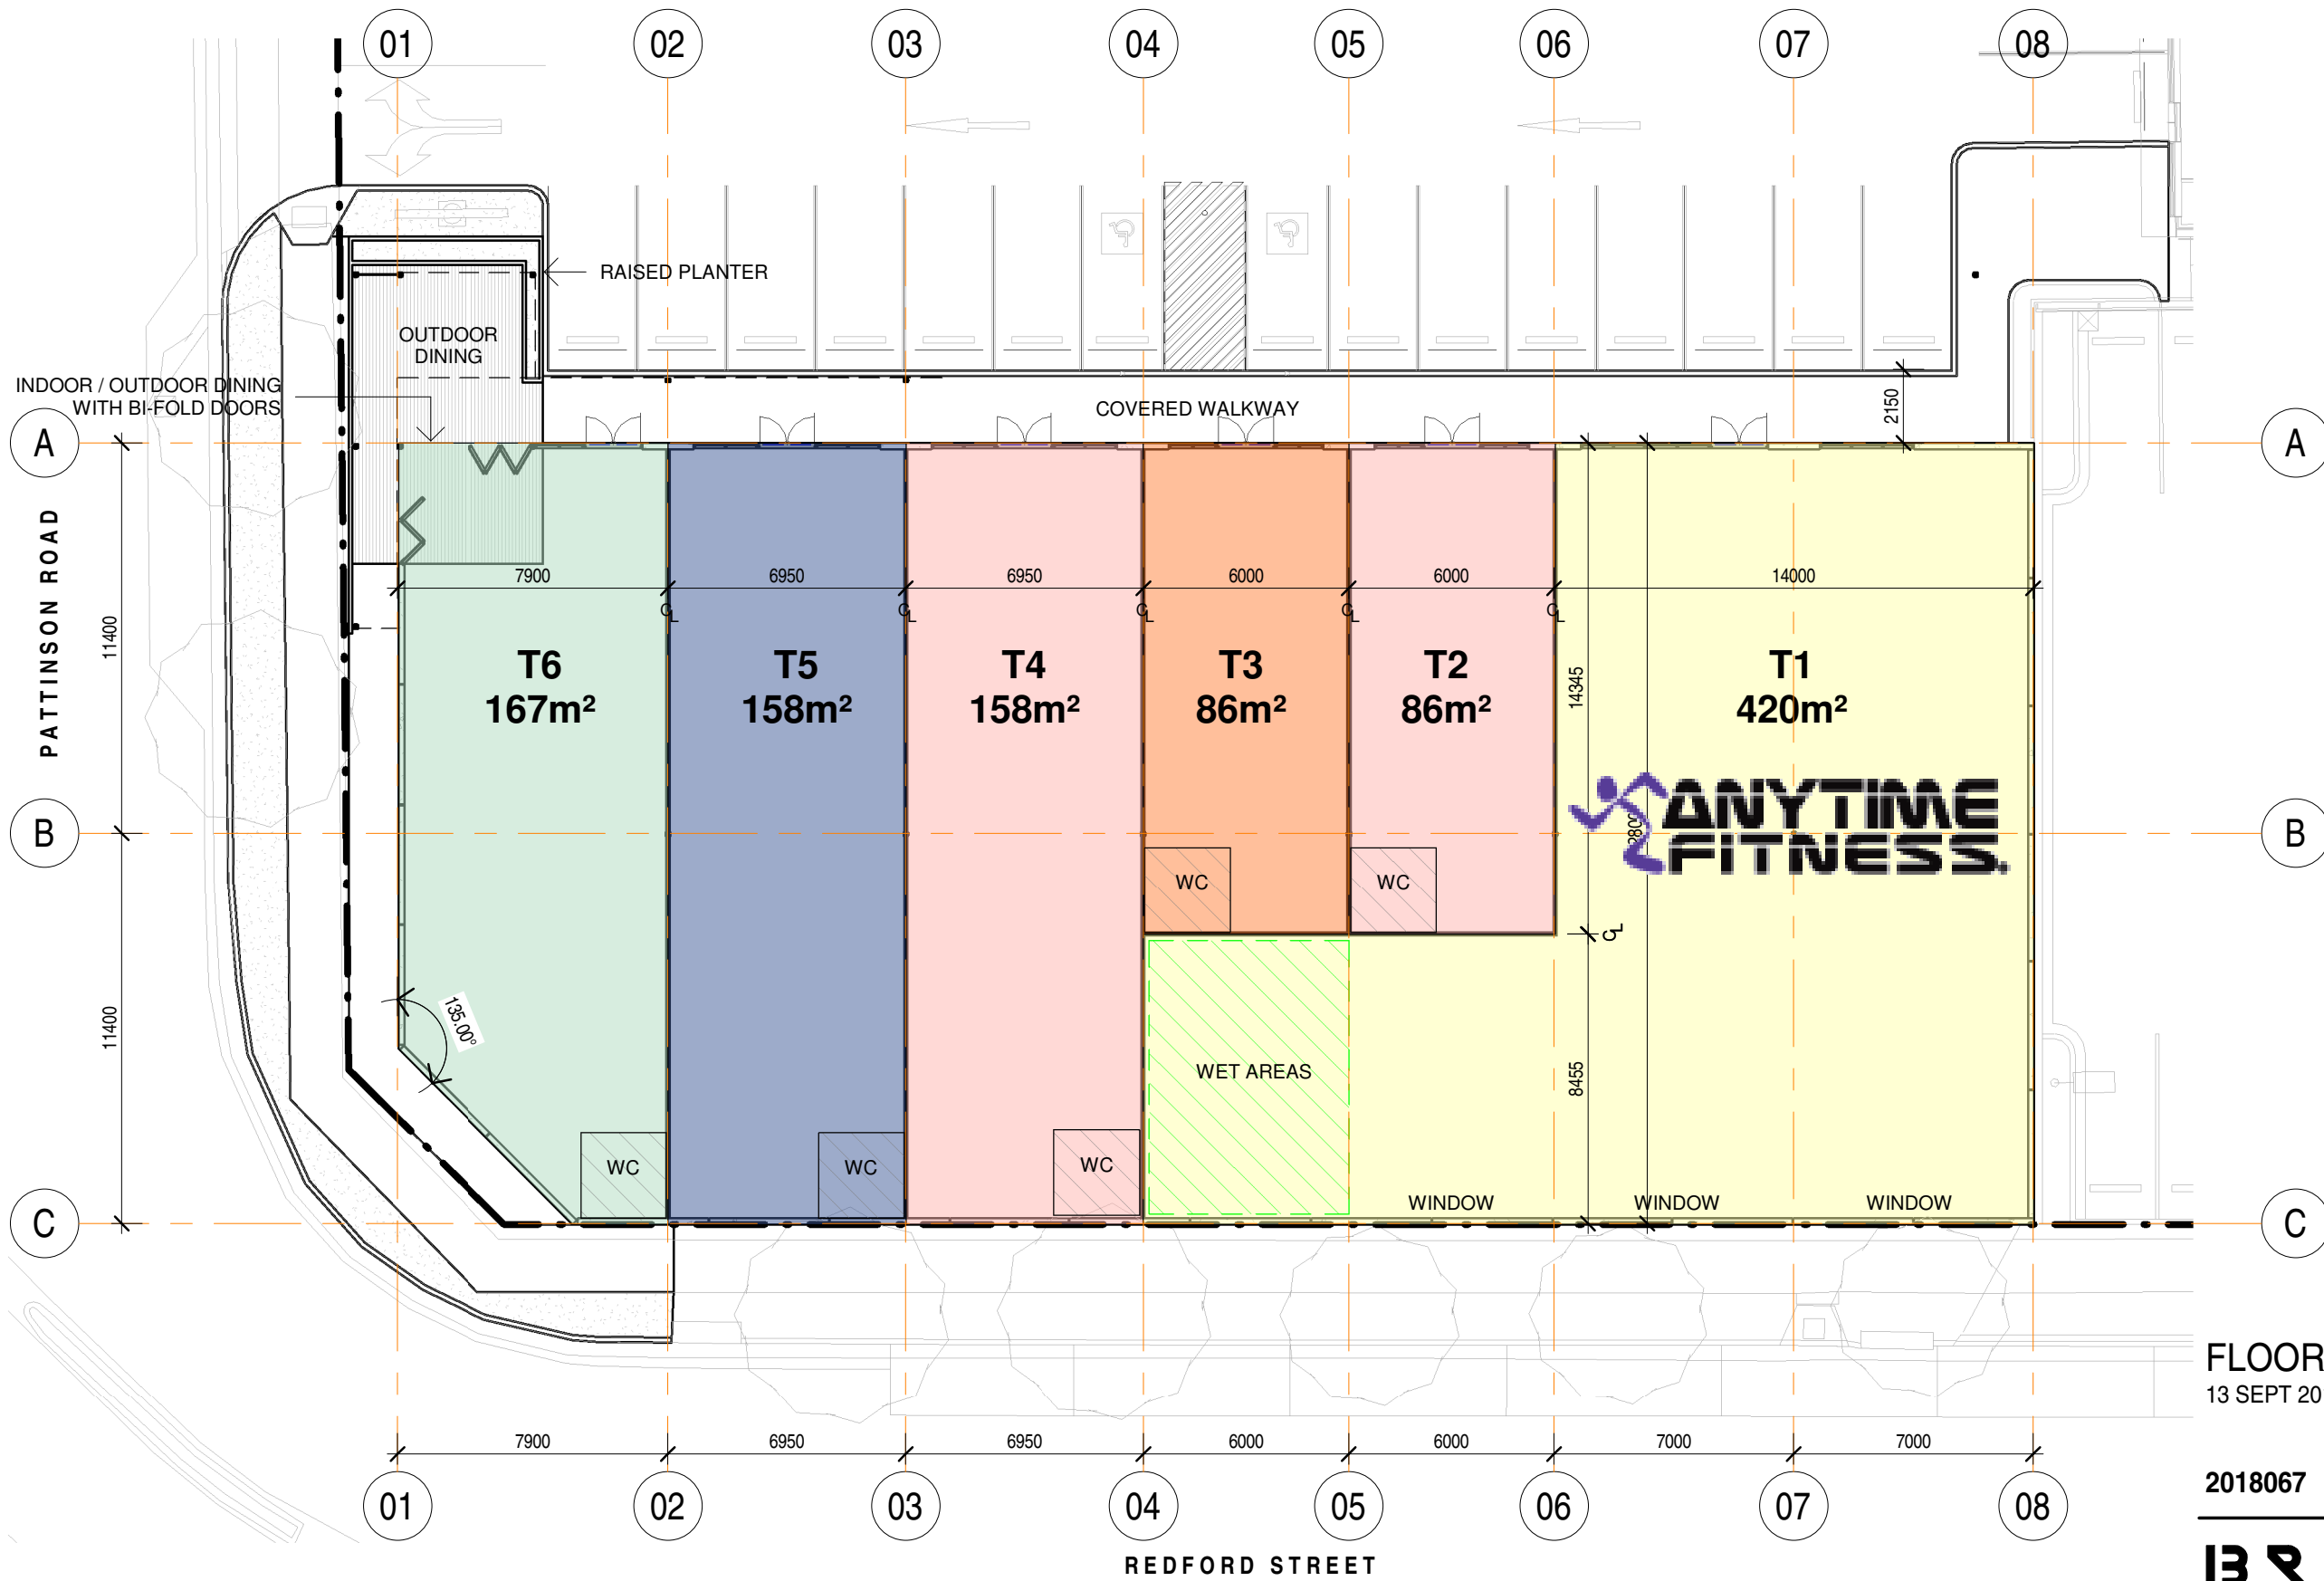 01 02 03 04 05 06 07 08
RAISED PLANTER
OUTDOOR
DINING
INDOOR / OUTDOOR DINING
WITH BI-FOLD DOORS
COVERED WALKWAY
2150
A A
PATTINSON ROAD
11400
7900 6950 6950 6000 6000 14000
T6 T5 T4 T3 T2 T1
167m² 158m² 158m² 86m² 86m² 420m²
14345
ANYTIME
FITNESS
B B
WC WC
135.00°
11400
WET AREAS
8455
WC WC WC
WINDOW WINDOW WINDOW
C C
FLOOR
13 SEPT 20
7900 6950 6950 6000 6000 7000 7000
2018067
01 02 03 04 05 06 07 08
REDFORD STREET